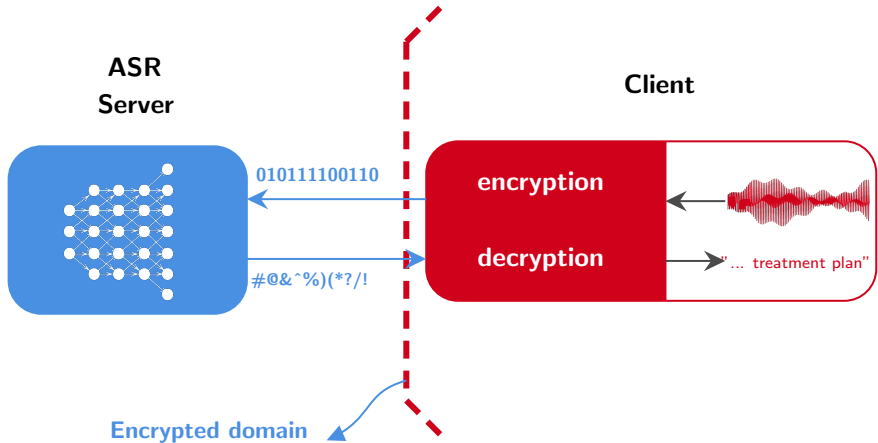 ASR
Server
Client
010111100110
encryption
decryption
#@&^%)(*?/!
"... treatment plan"
Encrypted domain